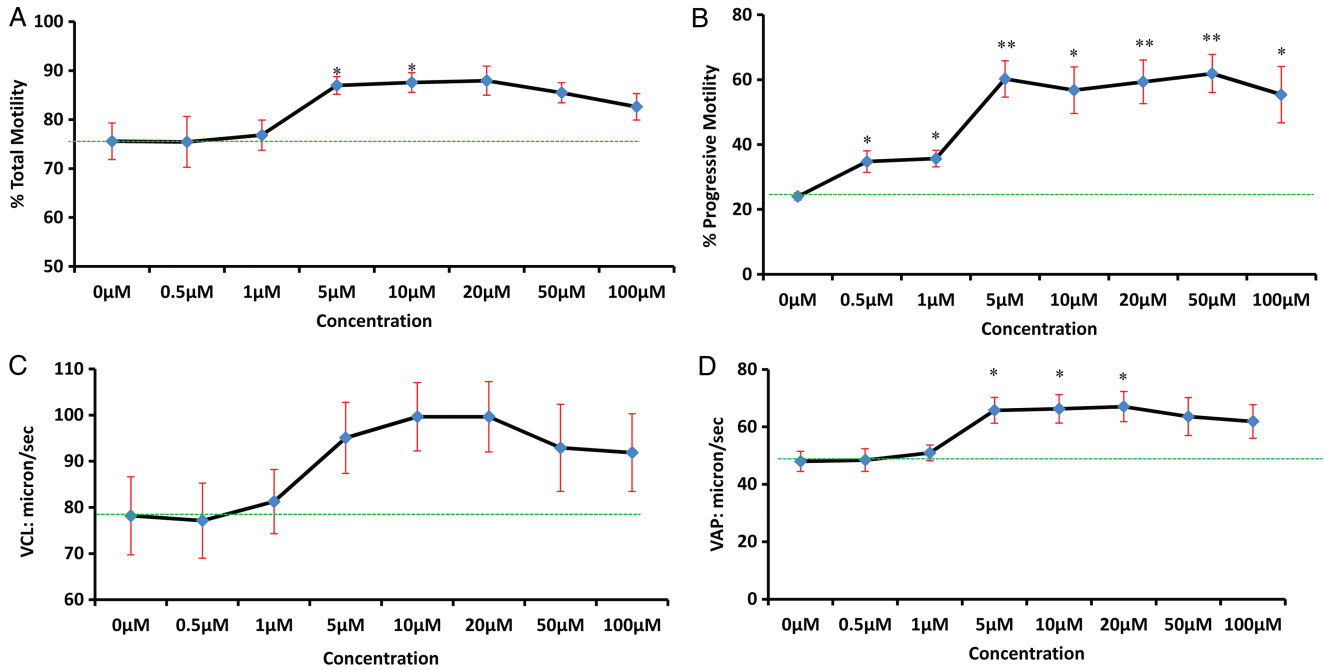 A
% Total Motility
100
90
80
70
60
50
* *
0µM 0.5µM 1µM 5µM 10µM 20µM 50µM 100µM
Concentration
B
% Progressive Motility
80
60
40
20
0
* * ** * ** ** *
0µM 0.5µM 1µM 5µM 10µM 20µM 50µM 100µM
Concentration
C
VCL: micron/sec
110
100
90
80
70
60
0µM 0.5µM 1µM 5µM 10µM 20µM 50µM 100µM
Concentration
D
VAP: micron/sec
80
60
40
20
0
* * *
0µM 0.5µM 1µM 5µM 10µM 20µM 50µM 100µM
Concentration